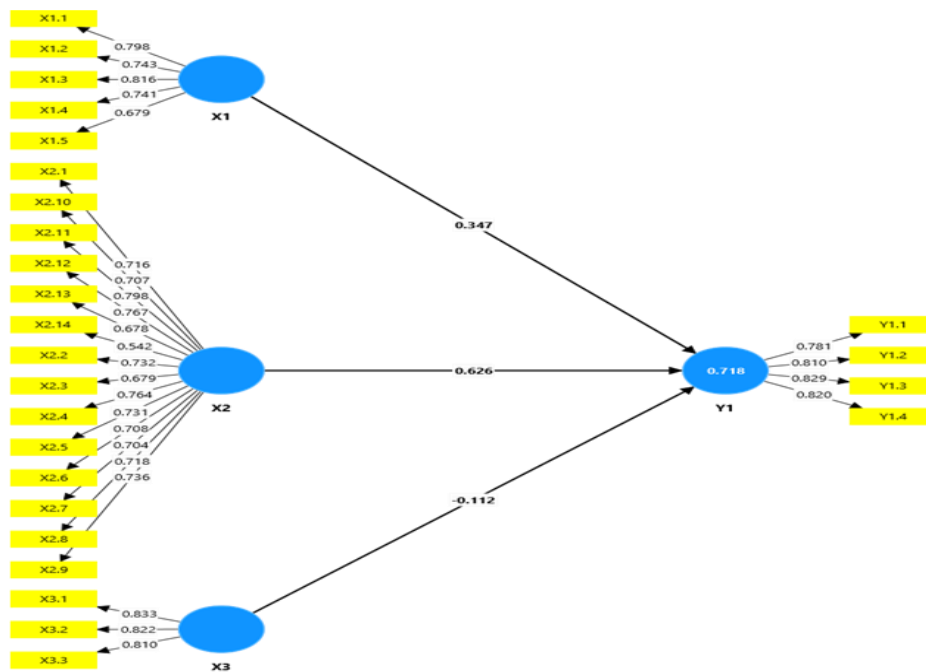 X1.1
X1.2
X1.3
X1.4
X1.5
0.798
0.743
0.816
0.741
0.679
X1
0.347
X2.1
X2.10
X2.11
X2.12
X2.13
X2.14
X2.2
X2.3
X2.4
X2.5
X2.6
X2.7
X2.8
X2.9
0.716
0.707
0.798
0.767
0.678
0.542
0.732
0.679
0.764
0.731
0.708
0.704
0.718
0.736
X2
0.626
0.718
Y1
0.781
0.810
0.829
0.820
Y1.1
Y1.2
Y1.3
Y1.4
-0.112
X3.1
X3.2
X3.3
0.833
0.822
0.810
X3